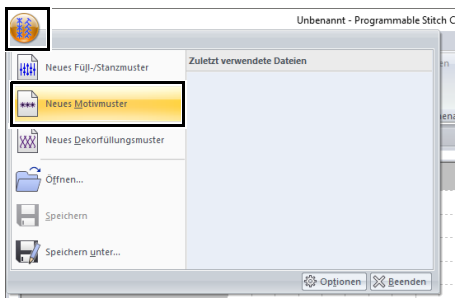 Unbenannt - Programmable Stitch C
en
Neues Füll-/Stanzmuster
Zuletzt verwendete Dateien
Neues Motivmuster
Neues Dekorfüllungsmuster
Öffnen...
Speichern
Speichern unter...
Optionen
Beenden